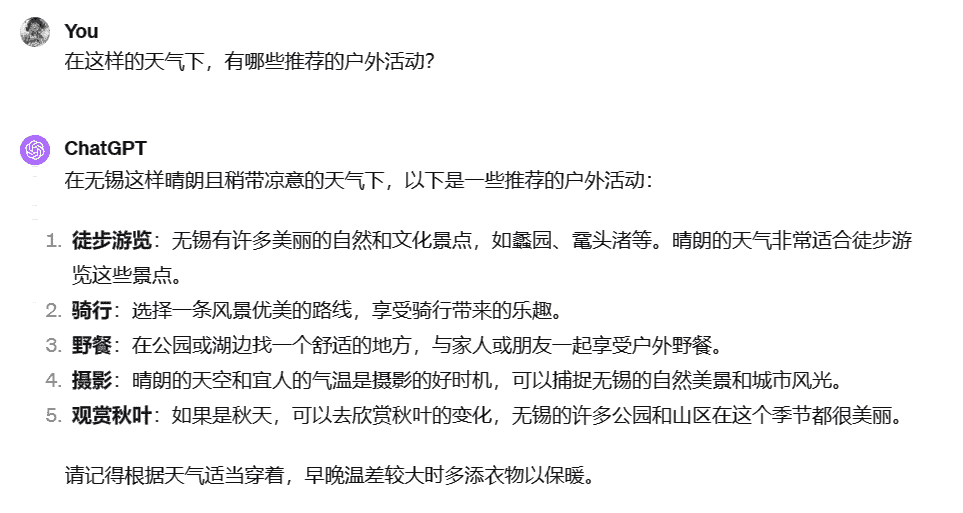 You
在这样的天气下，有哪些推荐的户外活动？
ChatGPT
在无锡这样晴朗且稍带凉意的天气下，以下是一些推荐的户外活动：
1. 徒步游览：无锡有许多美丽的自然和文化景点，如蠡园、鼋头渚等。晴朗的天气非常适合徒步游
览这些景点。
2. 骑行：选择一条风景优美的路线，享受骑行带来的乐趣。
3. 野餐：在公园或湖边找一个舒适的地方，与家人或朋友一起享受户外野餐。
4. 摄影：晴朗的天空和宜人的气温是摄影的好时机，可以捕捉无锡的自然美景和城市风光。
5. 观赏秋叶：如果是秋天，可以去欣赏秋叶的变化，无锡的许多公园和山区在这个季节都很美丽。
请记得根据天气适当穿着，早晚温差较大时多添衣物以保暖。